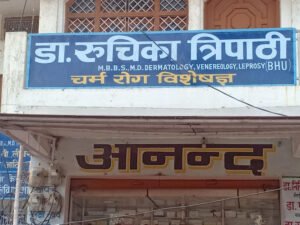 डा. रुचिका त्रिपाठी
M.B.B.S., M.D. DERMATOLOGY, VENEREOLOGY, LEPROSY (BHU)
चर्म रोग विशेषज्ञ
आनन्द